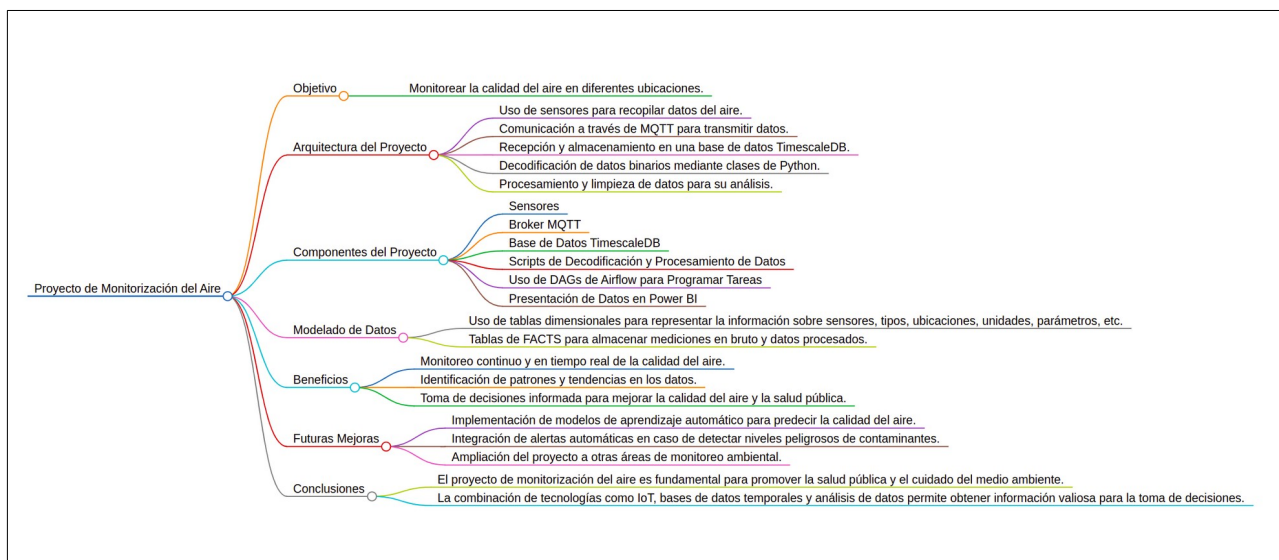 Proyecto de Monitorización del Aire
Objetivo
Monitorear la calidad del aire en diferentes ubicaciones.
Arquitectura del Proyecto
Uso de sensores para recopilar datos del aire.
Comunicación a través de MQTT para transmitir datos.
Recepción y almacenamiento en una base de datos TimescaleDB.
Decodificación de datos binarios mediante clases de Python.
Procesamiento y limpieza de datos para su análisis.
Componentes del Proyecto
Sensores
Broker MQTT
Base de Datos TimescaleDB
Scripts de Decodificación y Procesamiento de Datos
Uso de DAGs de Airflow para Programar Tareas
Presentación de Datos en Power BI
Modelado de Datos
Uso de tablas dimensionales para representar la información sobre sensores, tipos, ubicaciones, unidades, parámetros, etc.
Tablas de FACTS para almacenar mediciones en bruto y datos procesados.
Beneficios
Monitoreo continuo y en tiempo real de la calidad del aire.
Identificación de patrones y tendencias en los datos.
Toma de decisiones informada para mejorar la calidad del aire y la salud pública.
Futuras Mejoras
Implementación de modelos de aprendizaje automático para predecir la calidad del aire.
Integración de alertas automáticas en caso de detectar niveles peligrosos de contaminantes.
Ampliación del proyecto a otras áreas de monitoreo ambiental.
Conclusiones
El proyecto de monitorización del aire es fundamental para promover la salud pública y el cuidado del medio ambiente.
La combinación de tecnologías como IoT, bases de datos temporales y análisis de datos permite obtener información valiosa para la toma de decisiones.